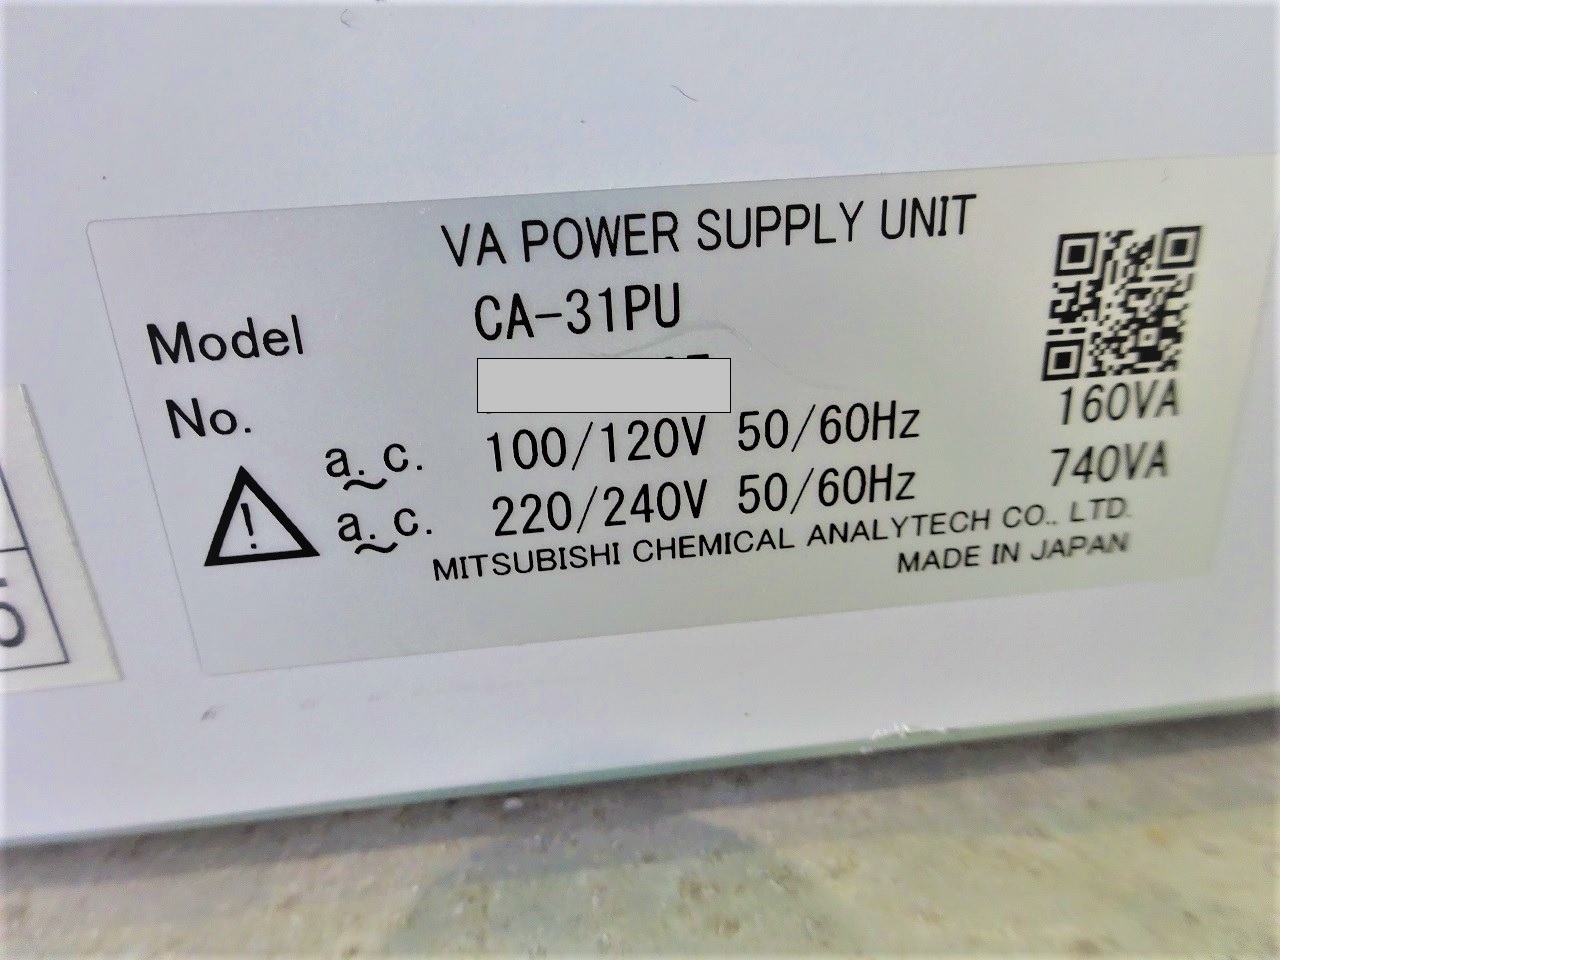 VA POWER SUPPLY UNIT
Model CA-31PU
No.
a.c. 100/120V 50/60Hz 160VA
a.c. 220/240V 50/60Hz 740VA
MITSUBISHI CHEMICAL ANALYTECH CO., LTD.
MADE IN JAPAN